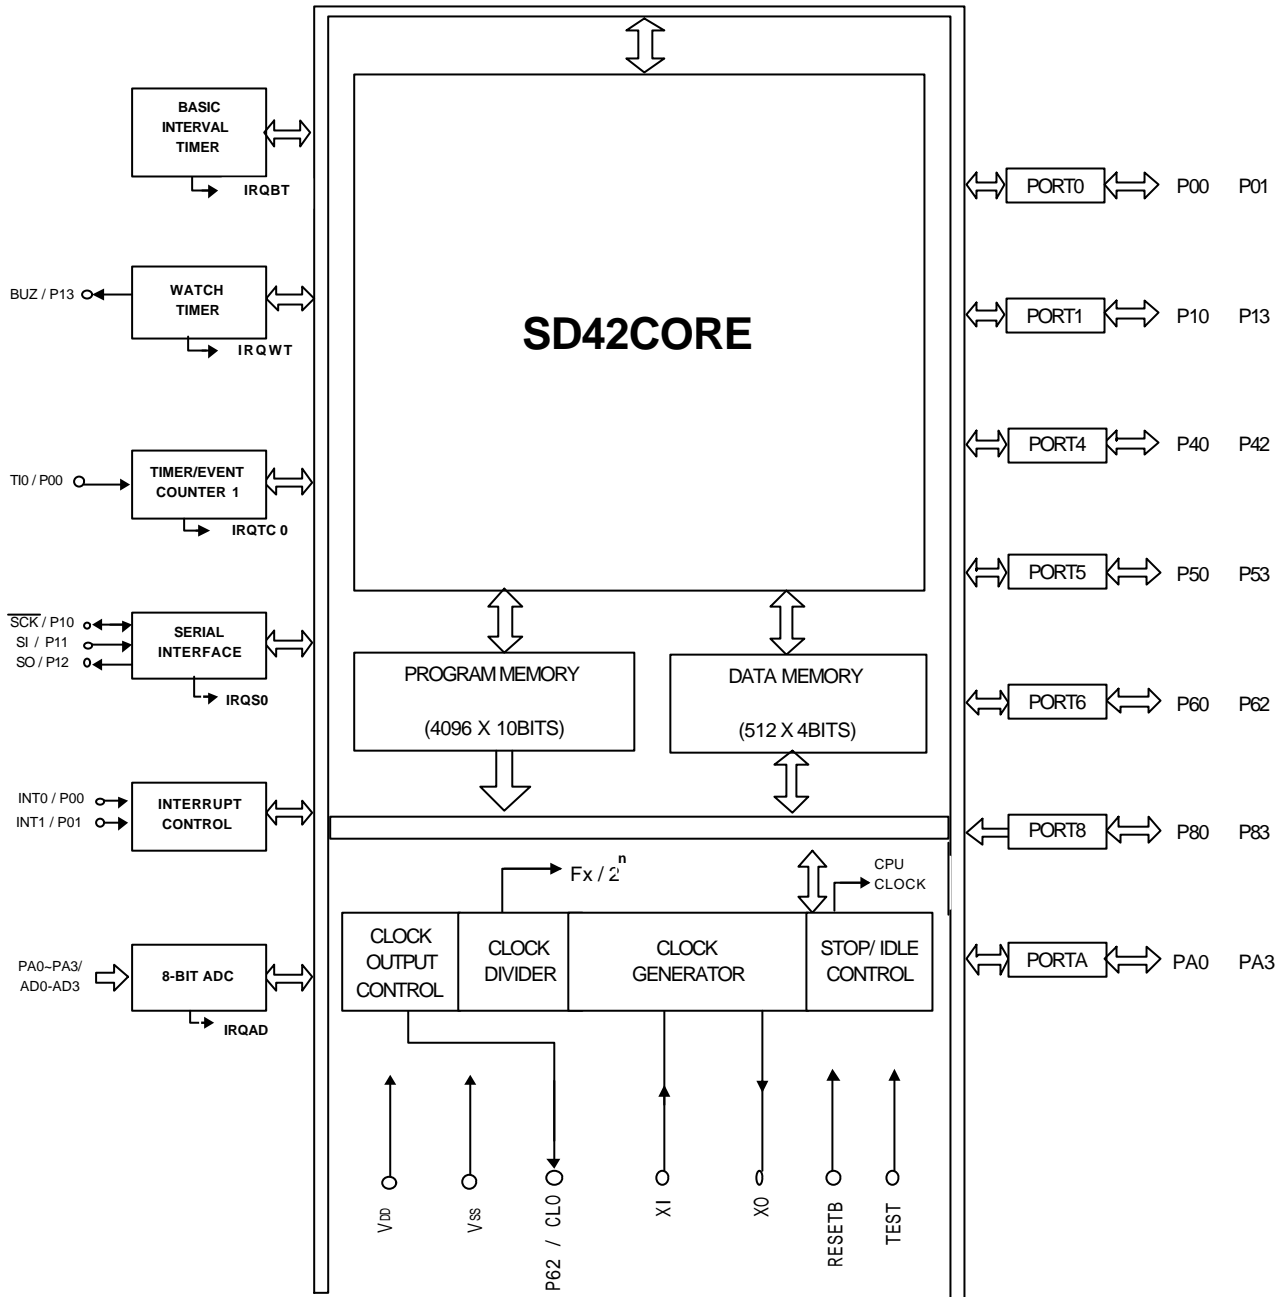 BASIC
INTERVAL
TIMER
IRQBT
BUZ / P13
WATCH
TIMER
IRQWT
TI0 / P00
TIMER/EVENT
COUNTER 1
IRQTC 0
SCK / P10
SI / P11
SO / P12
SERIAL
INTERFACE
IRQS0
INT0 / P00
INT1 / P01
INTERRUPT
CONTROL
PA0~PA3/
AD0-AD3
8-BIT ADC
IRQAD
SD42CORE
PROGRAM MEMORY
(4096 X 10BITS)
DATA MEMORY
(512 X 4BITS)
Fx / 2^n
CPU
CLOCK
CLOCK
OUTPUT
CONTROL
CLOCK
DIVIDER
CLOCK
GENERATOR
STOP/ IDLE
CONTROL
VDD
VSS
P62 / CLO
XI
XO
RESETB
TEST
PORT0 P00 P01
PORT1 P10 P13
PORT4 P40 P42
PORT5 P50 P53
PORT6 P60 P62
PORT8 P80 P83
PORTA PA0 PA3